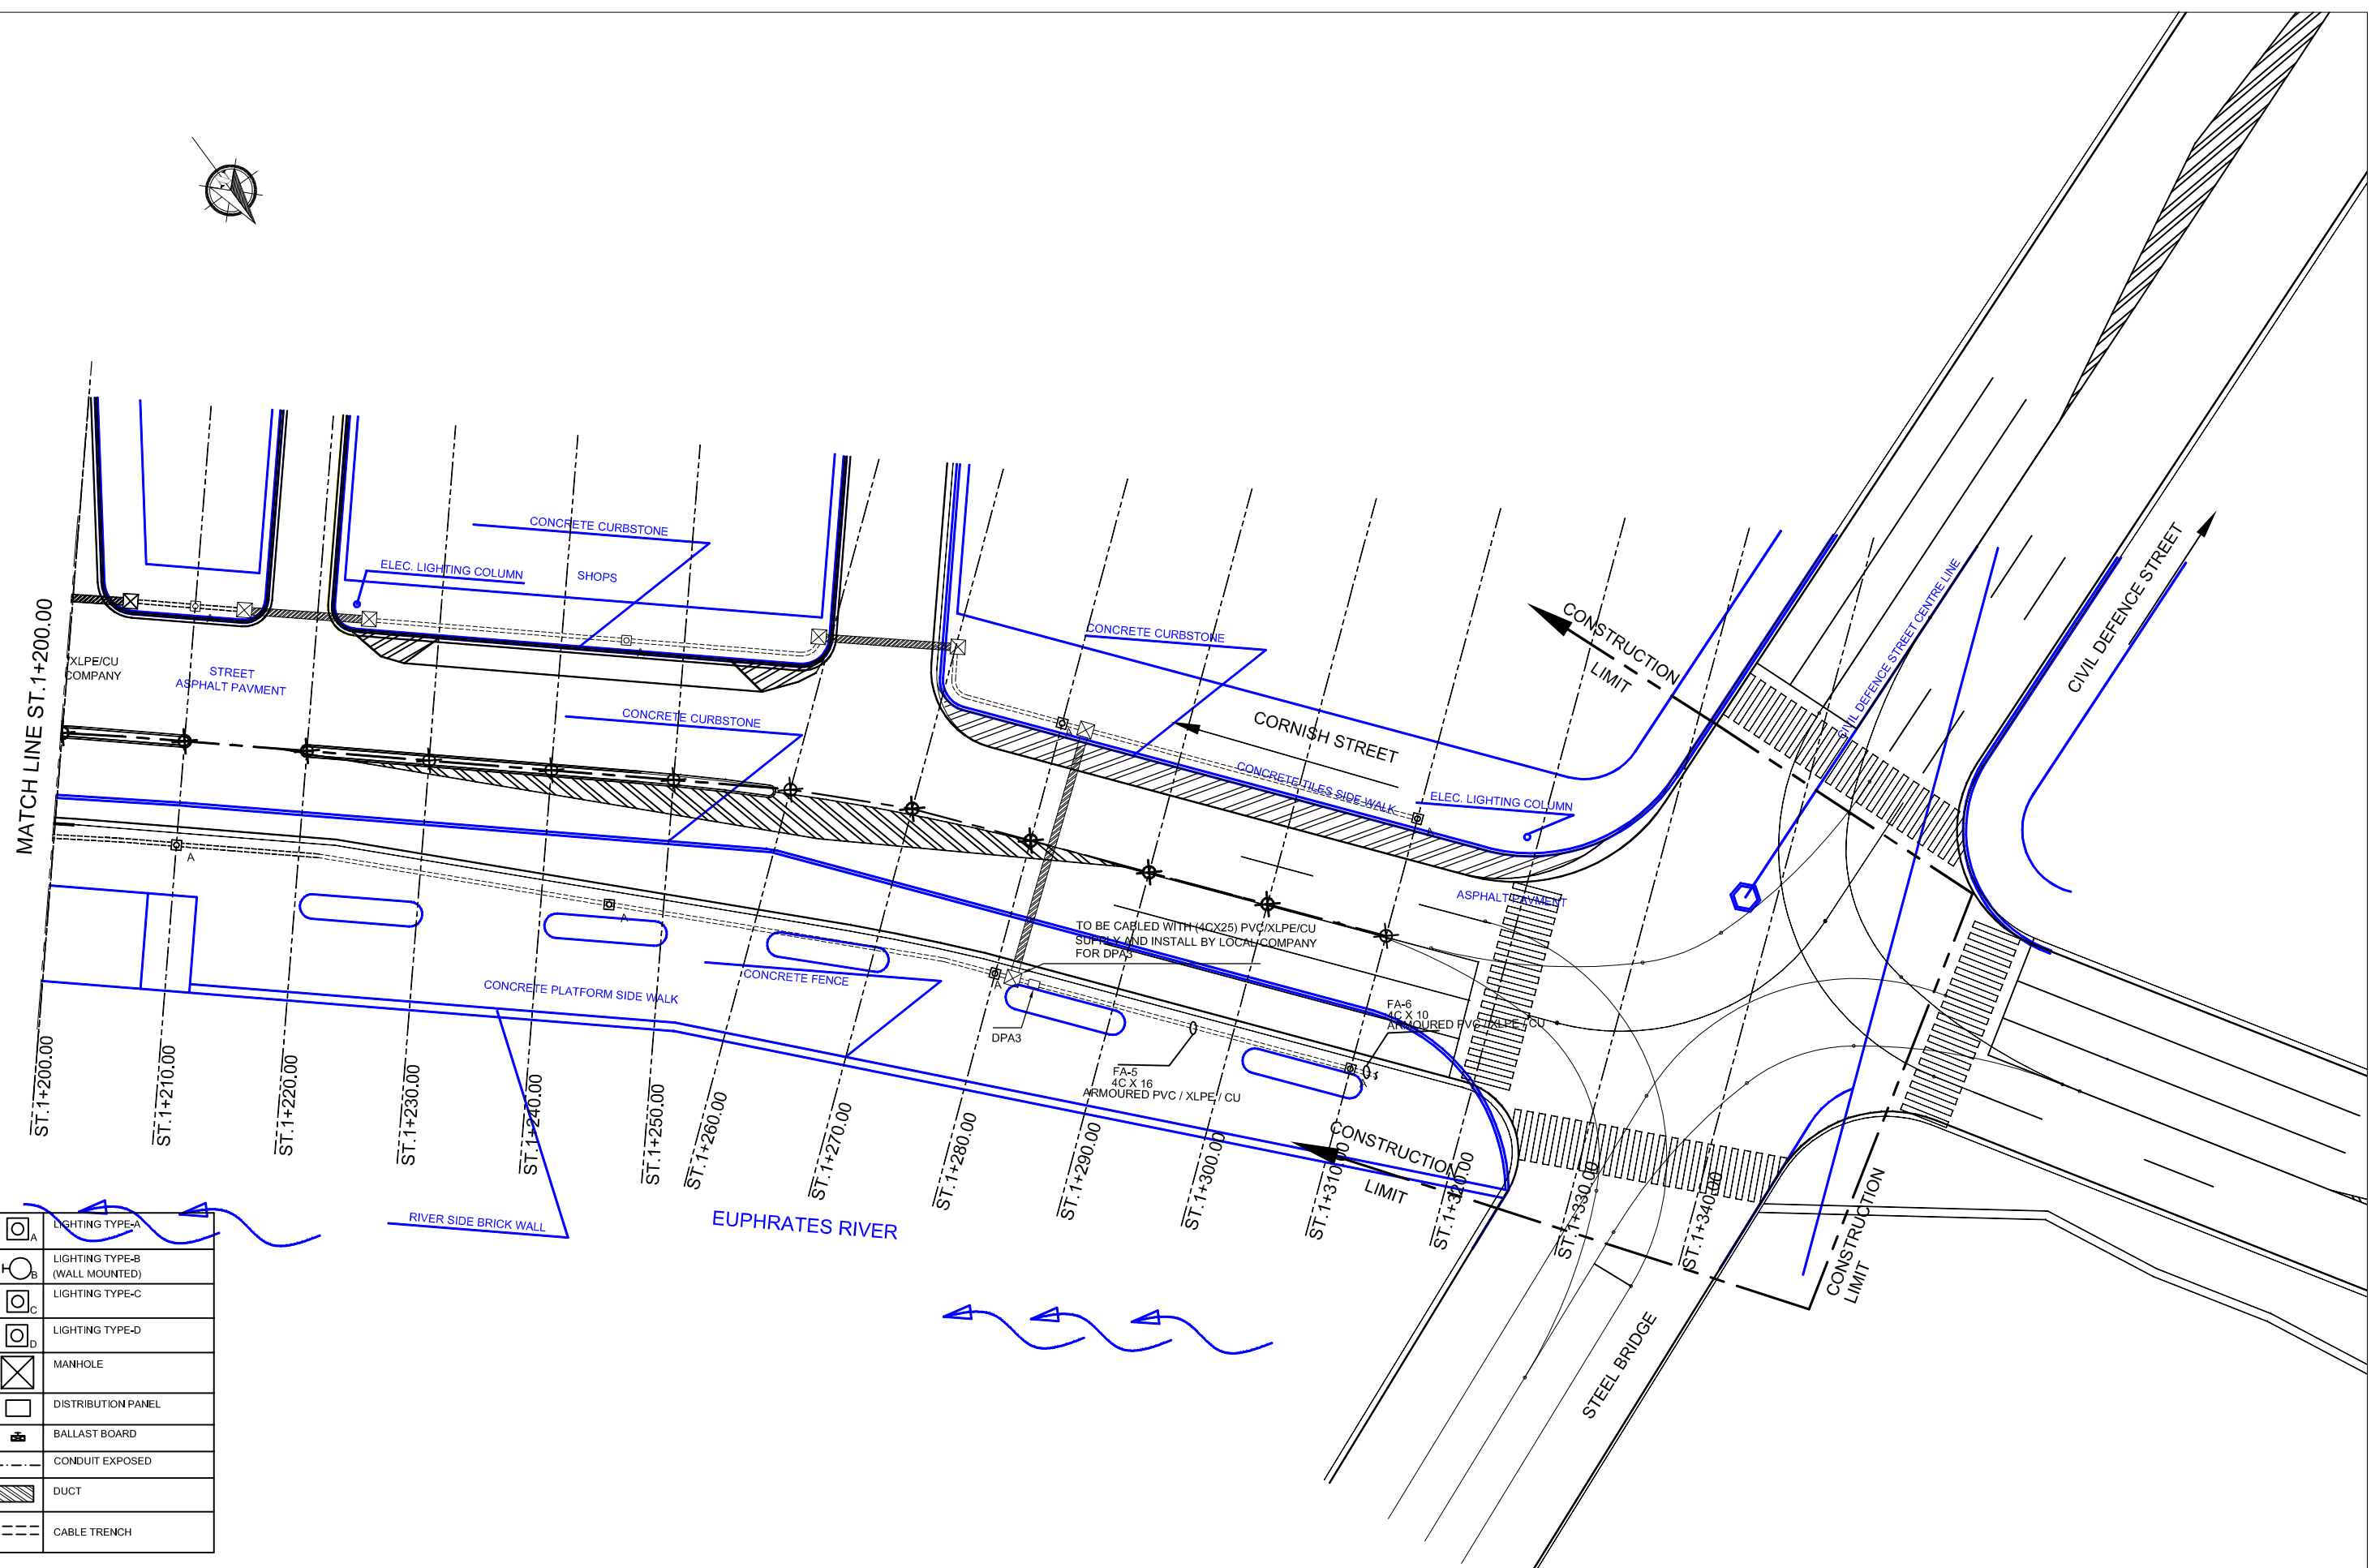 CONCRETE CURBSTONE
ELEC. LIGHTING COLUMN
SHOPS
MATCH LINE ST.1+200.00
XLPE/CU
COMPANY
STREET
ASPHALT PAVMENT
CONCRETE CURBSTONE
CONCRETE CURBSTONE
CORNISH STREET
CONCRETE TILES SIDE WALK
ELEC. LIGHTING COLUMN
ASPHALT PAVMENT
CONSTRUCTION
LIMIT
CIVIL DEFENCE STREET CENTRE LINE
CIVIL DEFENCE STREET
A
A
A
A
A
A
A
A
TO BE CABLED WITH (4CX25) PVC/XLPE/CU
SUPPLY AND INSTALL BY LOCAL COMPANY
FOR DPA3
CONCRETE FENCE
CONCRETE PLATFORM SIDE WALK
DPA3
FA-6
4C X 10
ARMOURED PVC / XLPE / CU
FA-5
4C X 16
ARMOURED PVC / XLPE / CU
ST.1+200.00
ST.1+210.00
ST.1+220.00
ST.1+230.00
ST.1+240.00
ST.1+250.00
ST.1+260.00
ST.1+270.00
ST.1+280.00
ST.1+290.00
ST.1+300.00
ST.1+310.00
ST.1+320.00
ST.1+330.00
ST.1+340.00
CONSTRUCTION
LIMIT
CONSTRUCTION
LIMIT
RIVER SIDE BRICK WALL
EUPHRATES RIVER
STEEL BRIDGE
A
LIGHTING TYPE-A
B
LIGHTING TYPE-B
(WALL MOUNTED)
C
LIGHTING TYPE-C
D
LIGHTING TYPE-D
MANHOLE
DISTRIBUTION PANEL
BALLAST BOARD
CONDUIT EXPOSED
DUCT
CABLE TRENCH